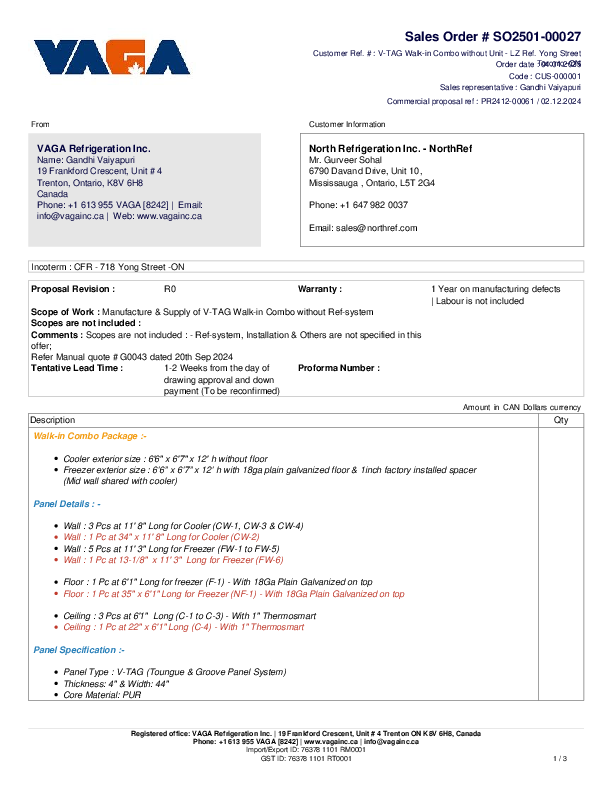 VAGA
Sales Order # SO2501-00027
Customer Ref. # : V-TAG Walk-in Combo without Unit - LZ Ref. Yong Street
Order date :
Code : CUS-000001
Sales representative : Gandhi Vaiyapuri
Commercial proposal ref : PR2412-00061 / 02.12.2024
From
Customer Information
VAGA Refrigeration Inc.
Name: Gandhi Vaiyapuri
19 Frankford Crescent, Unit # 4
Trenton, Ontario, K8V 6H8
Canada
Phone: +1 613 955 VAGA [8242] | Email:
info@vagainc.ca | Web: www.vagainc.ca
North Refrigeration Inc. - NorthRef
Mr. Gurveer Sohal
6790 Davand Drive, Unit 10,
Mississauga , Ontario, L5T 2G4
Phone: +1 647 982 0037
Email: sales@northref.com
Incoterm : CFR - 718 Yong Street -ON
Proposal Revision : R0 Warranty : 1 Year on manufacturing defects
| Labour is not included
Scope of Work : Manufacture & Supply of V-TAG Walk-in Combo without Ref-system
Scopes are not included :
Comments : Scopes are not included : - Ref-system, Installation & Others are not specified in this
offer;
Refer Manual quote # G0043 dated 20th Sep 2024
Tentative Lead Time : 1-2 Weeks from the day of Proforma Number :
drawing approval and down
payment (To be reconfirmed)
Amount in CAN Dollars currency
Description Qty
Walk-in Combo Package :-
• Cooler exterior size : 6'6" x 6'7" x 12' h without floor
• Freezer exterior size : 6'6" x 6'7" x 12' h with 18ga plain galvanized floor & 1inch factory installed spacer
(Mid wall shared with cooler)
Panel Details : -
• Wall : 3 Pcs at 11' 8" Long for Cooler (CW-1, CW-3 & CW-4)
• Wall : 1 Pc at 34" x 11' 8" Long for Cooler (CW-2)
• Wall : 5 Pcs at 11' 3" Long for Freezer (FW-1 to FW-5)
• Wall : 1 Pc at 13-1/8" x 11' 3" Long for Freezer (FW-6)
• Floor : 1 Pc at 6'1" Long for freezer (F-1) - With 18Ga Plain Galvanized on top
• Floor : 1 Pc at 35" x 6'1" Long for Freezer (NF-1) - With 18Ga Plain Galvanized on top
• Ceiling : 3 Pcs at 6'1" Long (C-1 to C-3) - With 1" Thermosmart
• Ceiling : 1 Pc at 22" x 6'1" Long (C-4) - With 1" Thermosmart
Panel Specification :-
• Panel Type : V-TAG (Toungue & Groove Panel System)
• Thickness: 4" & Width: 44"
• Core Material: PUR
Registered office: VAGA Refrigeration Inc. | 19 Frankford Crescent, Unit # 4 Trenton ON K8V 6H8, Canada
Phone: +1 613 955 VAGA [8242] | www.vagainc.ca | info@vagainc.ca
Import/Export ID: 76378 1101 RM0001
GST ID: 76378 1101 RT0001
1 / 3